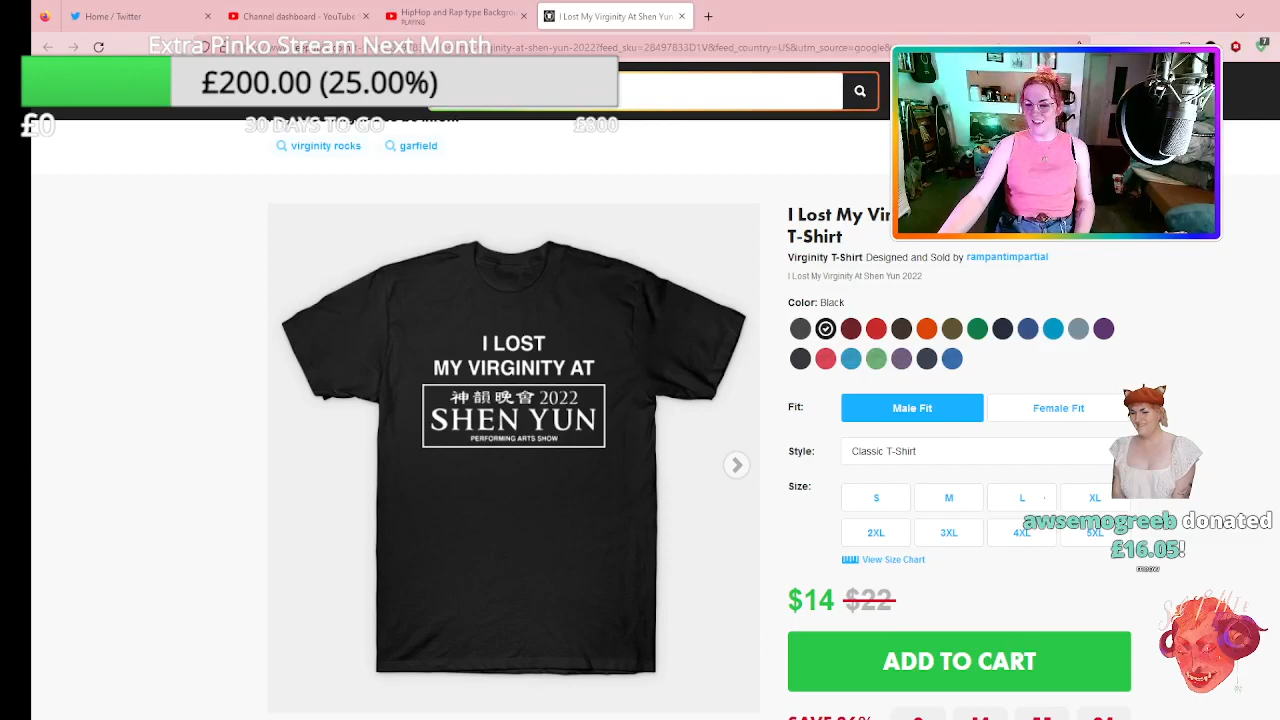 Home / Twitter
Channel dashboard - YouTube
HipHop and Rap type Backgrou
PLAYING
I Lost My Virginity At Shen Yun
Extra Pinko Stream Next Month
£200.00 (25.00%)
£0
30 DAYS TO GO
£800
virginity rocks
garfield
I LOST
MY VIRGINITY AT
神韻晚會 2022
SHEN YUN
PERFORMING ARTS SHOW
I Lost My Vir
T-Shirt
Virginity T-Shirt Designed and Sold by rampantimpartial
I Lost My Virginity At Shen Yun 2022
Color: Black
Fit:
Male Fit
Female Fit
Style:
Classic T-Shirt
Size:
S
M
L
XL
2XL
3XL
4XL
5XL
View Size Chart
awsemogreeb donated
£16.05!
meow
$14 $22
ADD TO CART